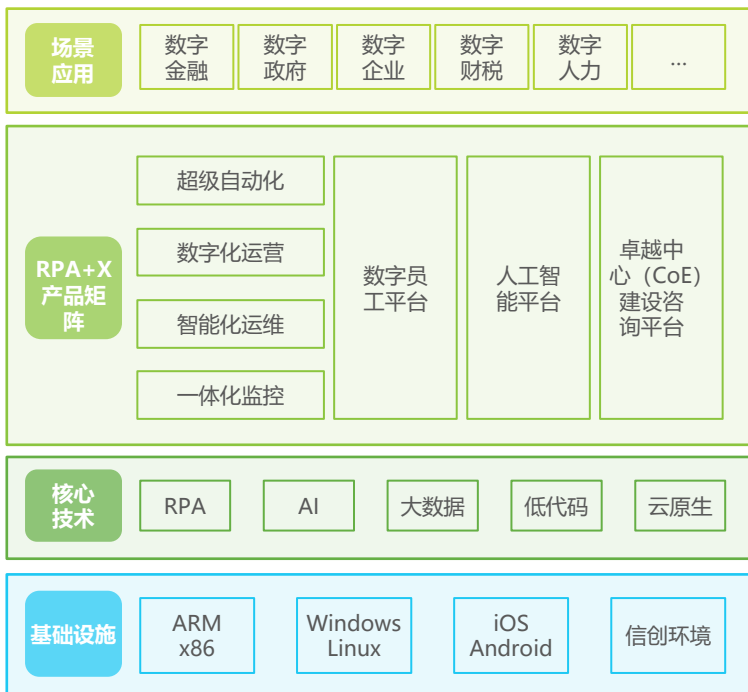 场景
应用
数字
金融
数字
政府
数字
企业
数字
财税
数字
人力
...
RPA+X
产品矩
阵
超级自动化
数字化运营
智能化运维
一体化监控
数字员
工平台
人工智
能平台
卓越中
心（CoE）
建设咨
询平台
核心
技术
RPA
AI
大数据
低代码
云原生
基础设施
ARM
x86
Windows
Linux
iOS
Android
信创环境